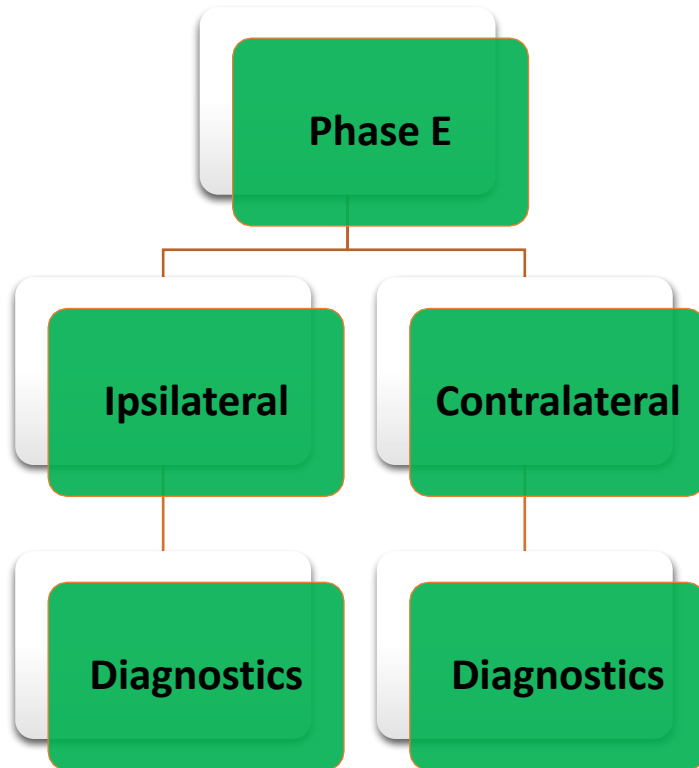 Phase E
Ipsilateral
Contralateral
Diagnostics
Diagnostics